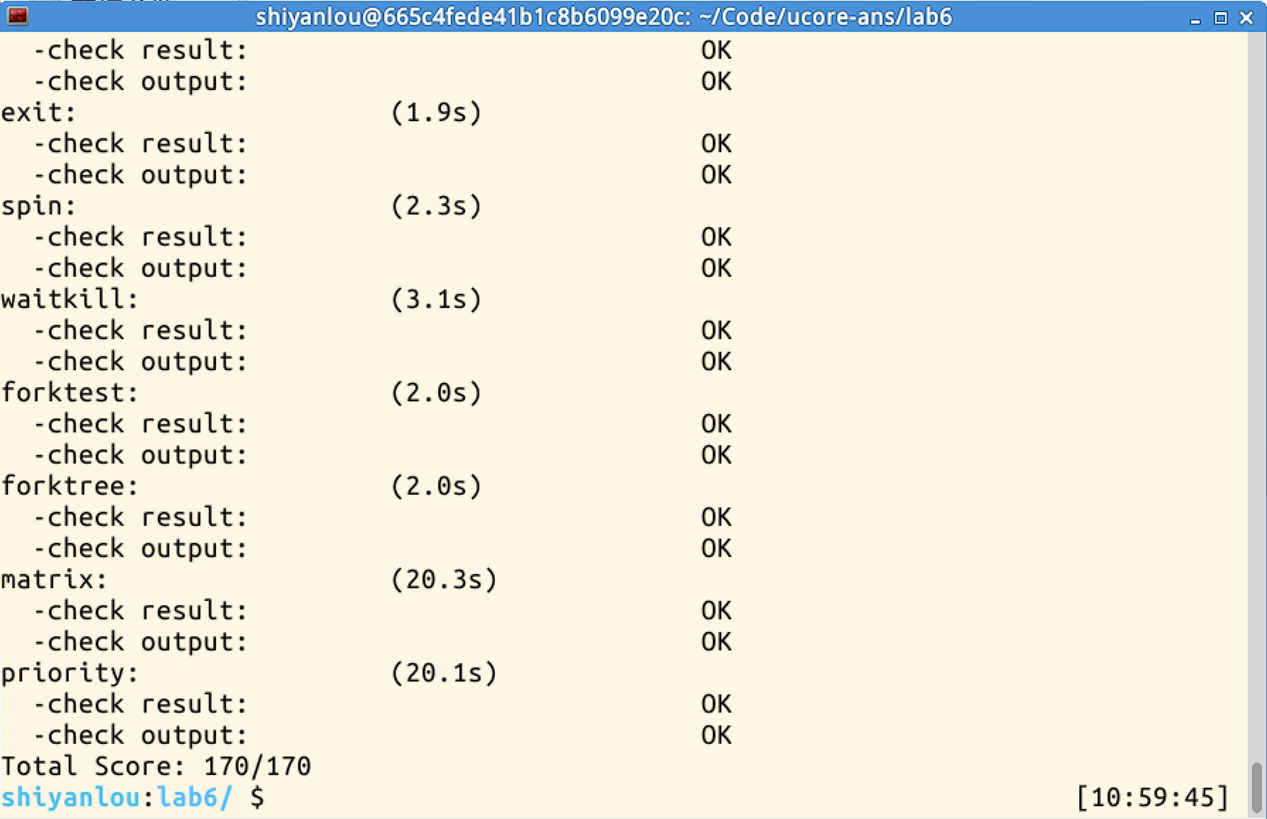 shiyanlou@665c4fede41b1c8b6099e20c: ~/Code/ucore-ans/lab6
-check result: OK
-check output: OK
exit: (1.9s)
-check result: OK
-check output: OK
spin: (2.3s)
-check result: OK
-check output: OK
waitkill: (3.1s)
-check result: OK
-check output: OK
forktest: (2.0s)
-check result: OK
-check output: OK
forktree: (2.0s)
-check result: OK
-check output: OK
matrix: (20.3s)
-check result: OK
-check output: OK
priority: (20.1s)
-check result: OK
-check output: OK
Total Score: 170/170
shiyanlou:lab6/ $ [10:59:45]